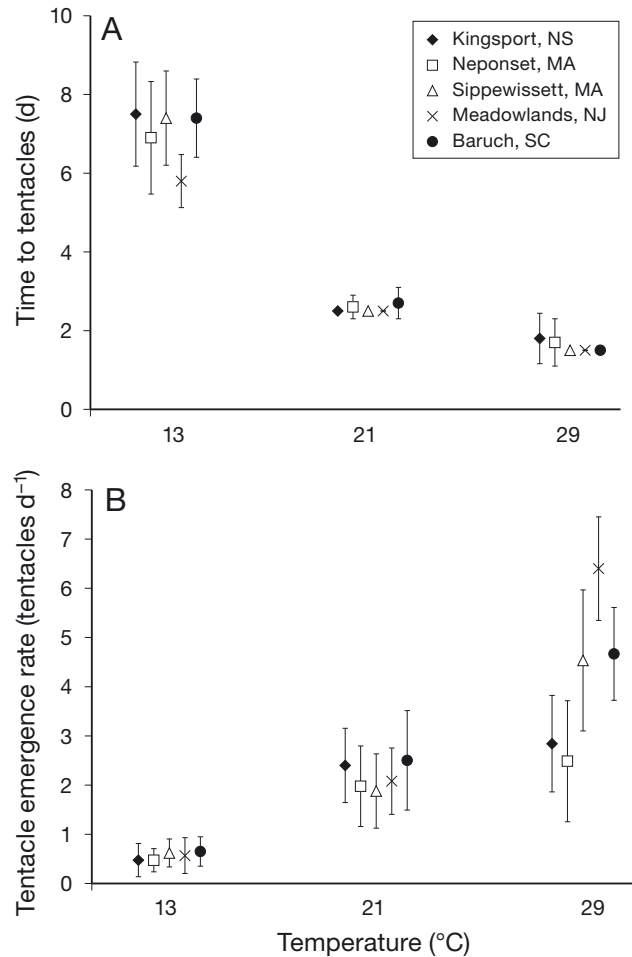 A
Time to tentacles (d)
10
8
6
4
2
0
Kingsport, NS
Neponset, MA
Sippewissett, MA
Meadowlands, NJ
Baruch, SC
13
21
29
B
Tentacle emergence rate (tentacles d⁻¹)
8
7
6
5
4
3
2
1
0
13
21
29
Temperature (°C)